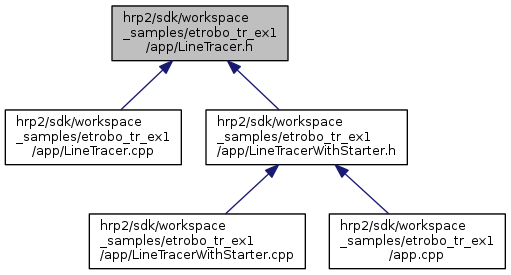 hrp2/sdk/workspace
_samples/etrobo_tr_ex1
/app/LineTracer.h
hrp2/sdk/workspace
_samples/etrobo_tr_ex1
/app/LineTracer.cpp
hrp2/sdk/workspace
_samples/etrobo_tr_ex1
/app/LineTracerWithStarter.h
hrp2/sdk/workspace
_samples/etrobo_tr_ex1
/app/LineTracerWithStarter.cpp
hrp2/sdk/workspace
_samples/etrobo_tr_ex1
/app.cpp